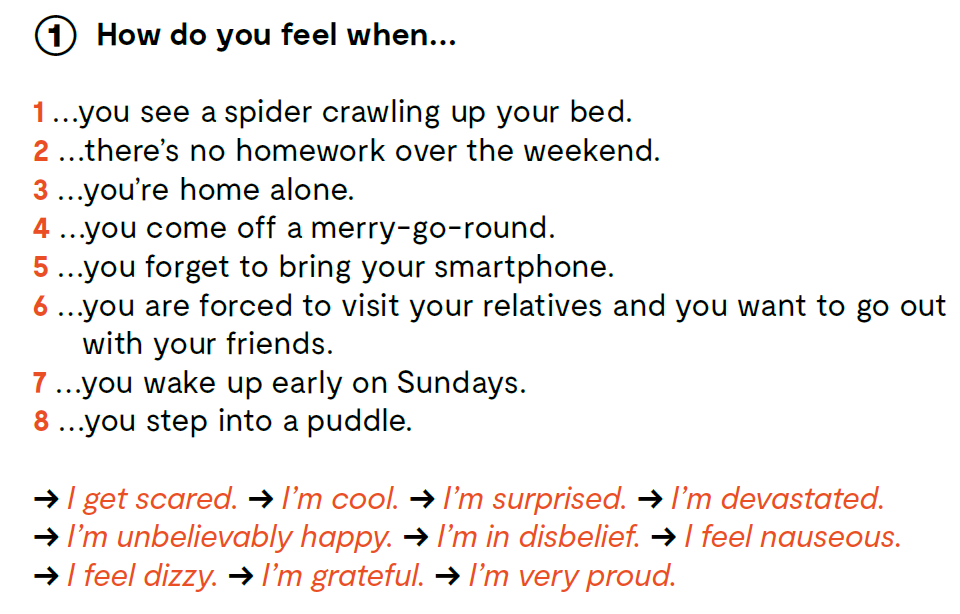 1 How do you feel when...
1 ...you see a spider crawling up your bed.
2 ...there’s no homework over the weekend.
3 ...you’re home alone.
4 ...you come off a merry-go-round.
5 ...you forget to bring your smartphone.
6 ...you are forced to visit your relatives and you want to go out
with your friends.
7 ...you wake up early on Sundays.
8 ...you step into a puddle.
→ I get scared. → I’m cool. → I’m surprised. → I’m devastated.
→ I’m unbelievably happy. → I’m in disbelief. → I feel nauseous.
→ I feel dizzy. → I’m grateful. → I’m very proud.